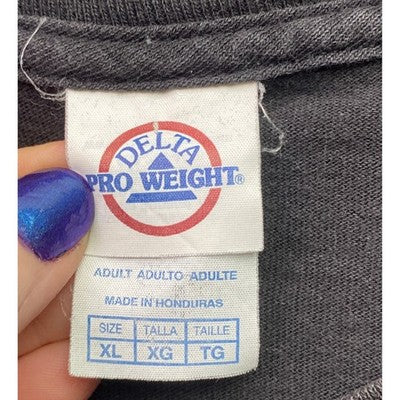 DELTA
PRO WEIGHT®
ADULT ADULTO ADULTE
MADE IN HONDURAS
SIZE TALLA TAILLE
XL XG TG